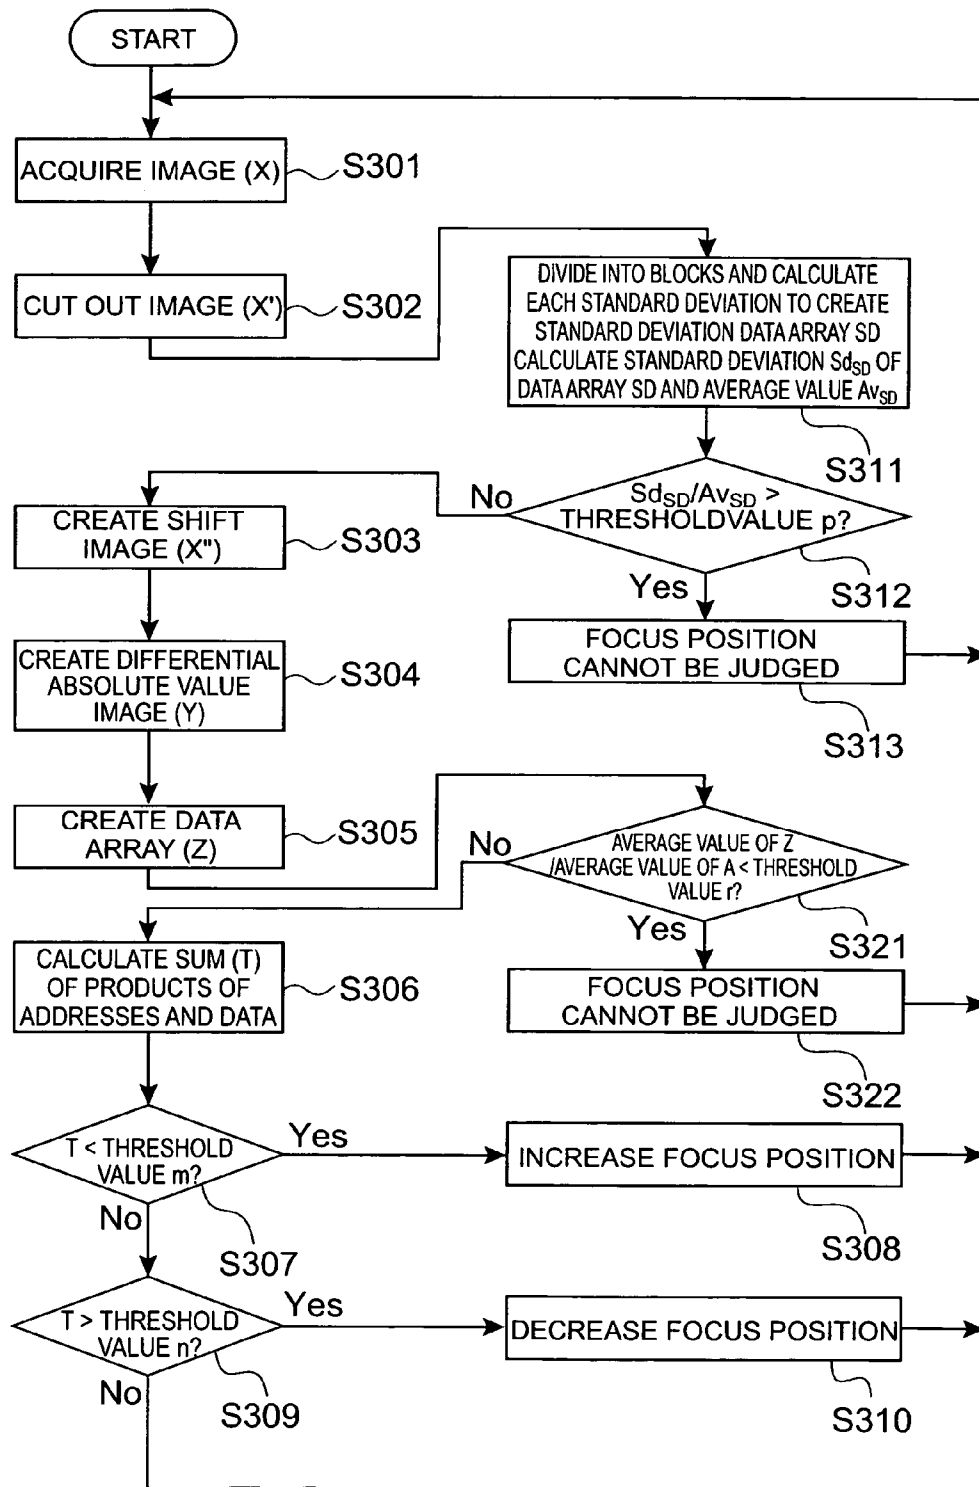 START
ACQUIRE IMAGE (X)
S301
CUT OUT IMAGE (X')
S302
DIVIDE INTO BLOCKS AND CALCULATE
EACH STANDARD DEVIATION TO CREATE
STANDARD DEVIATION DATA ARRAY SD
CALCULATE STANDARD DEVIATION SdSD OF
DATA ARRAY SD AND AVERAGE VALUE AvSD
S311
SdSD/AvSD >
THRESHOLDVALUE p?
No
Yes
S312
CREATE SHIFT
IMAGE (X")
S303
FOCUS POSITION
CANNOT BE JUDGED
S313
CREATE DIFFERENTIAL
ABSOLUTE VALUE
IMAGE (Y)
S304
CREATE DATA
ARRAY (Z)
S305
AVERAGE VALUE OF Z
/AVERAGE VALUE OF A < THRESHOLD
VALUE r?
No
Yes
S321
CALCULATE SUM (T)
OF PRODUCTS OF
ADDRESSES AND DATA
S306
FOCUS POSITION
CANNOT BE JUDGED
S322
T < THRESHOLD
VALUE m?
Yes
No
S307
INCREASE FOCUS POSITION
S308
T > THRESHOLD
VALUE n?
Yes
No
S309
DECREASE FOCUS POSITION
S310